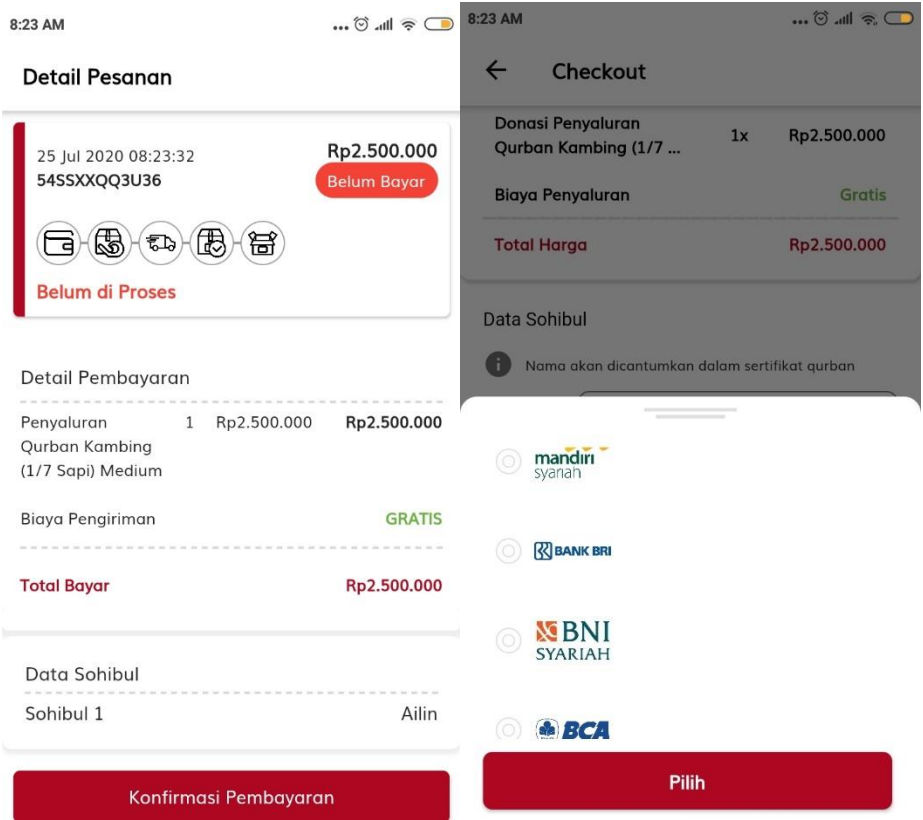 8:23 AM
Detail Pesanan
25 Jul 2020 08:23:32
Rp2.500.000
54SSXXQQ3U36
Belum Bayar
Belum di Proses
Detail Pembayaran
Penyaluran 1 Rp2.500.000 Rp2.500.000
Qurban Kambing
(1/7 Sapi) Medium
Biaya Pengiriman GRATIS
Total Bayar Rp2.500.000
Data Sohibul
Sohibul 1 Ailin
Konfirmasi Pembayaran
8:23 AM
Checkout
Donasi Penyaluran
Qurban Kambing (1/7 ... 1x Rp2.500.000
Biaya Penyaluran Gratis
Total Harga Rp2.500.000
Data Sohibul
Nama akan dicantumkan dalam sertifikat qurban
mandiri
syariah
BANK BRI
BNI
SYARIAH
BCA
Pilih